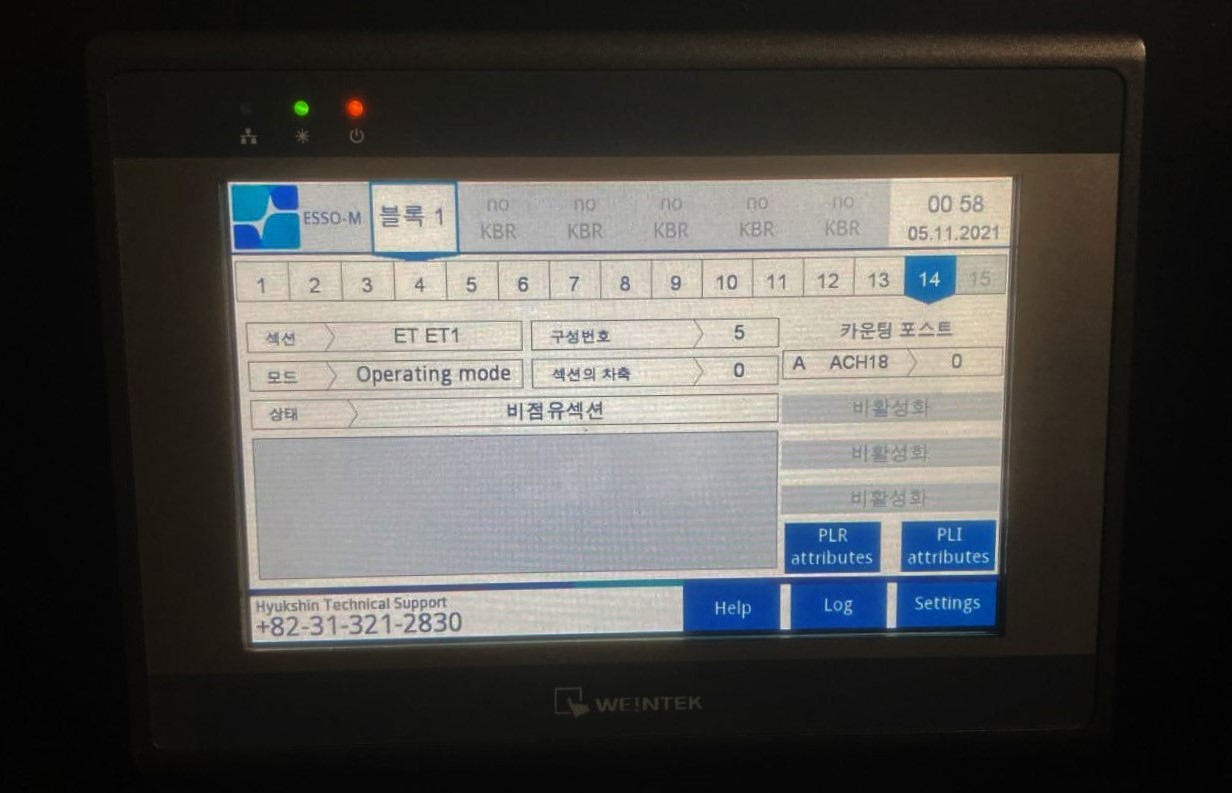 ESSO-M
블록 1
no
KBR
no
KBR
no
KBR
no
KBR
no
KBR
00 58
05.11.2021
1 2 3 4 5 6 7 8 9 10 11 12 13 14 15
섹션 ET ET1
구성번호 5
카운팅 포스트
모드 Operating mode
섹션의 차축 0
A ACH18 0
상태 비점유섹션
비활성화
비활성화
비활성화
PLR
attributes
PLI
attributes
Hyukshin Technical Support
+82-31-321-2830
Help
Log
Settings
WEINTEK